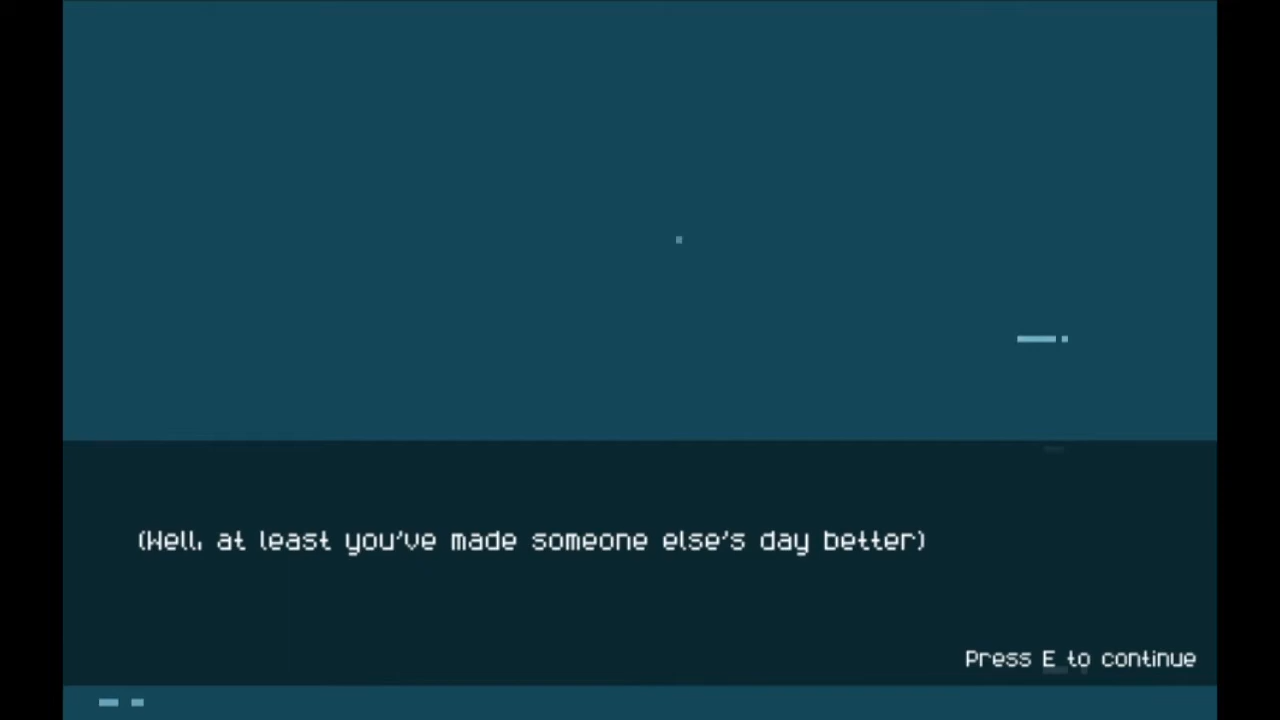 (Well, at least you've made someone else's day better)
Press E to continue